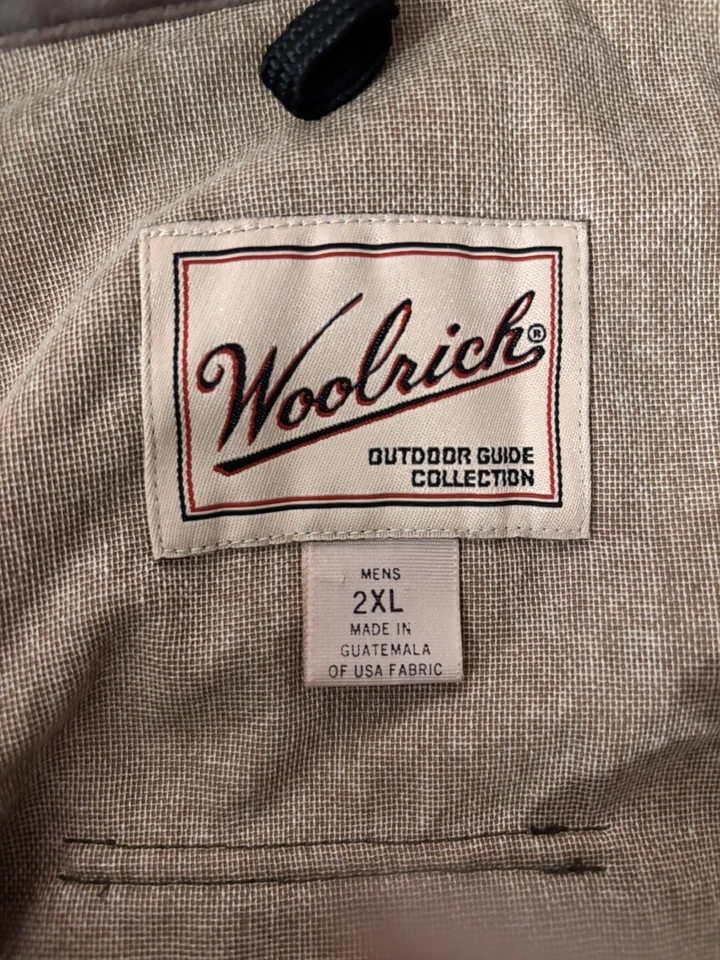 Woolrich®
OUTDOOR GUIDE
COLLECTION
MENS
2XL
MADE IN
GUATEMALA
OF USA FABRIC